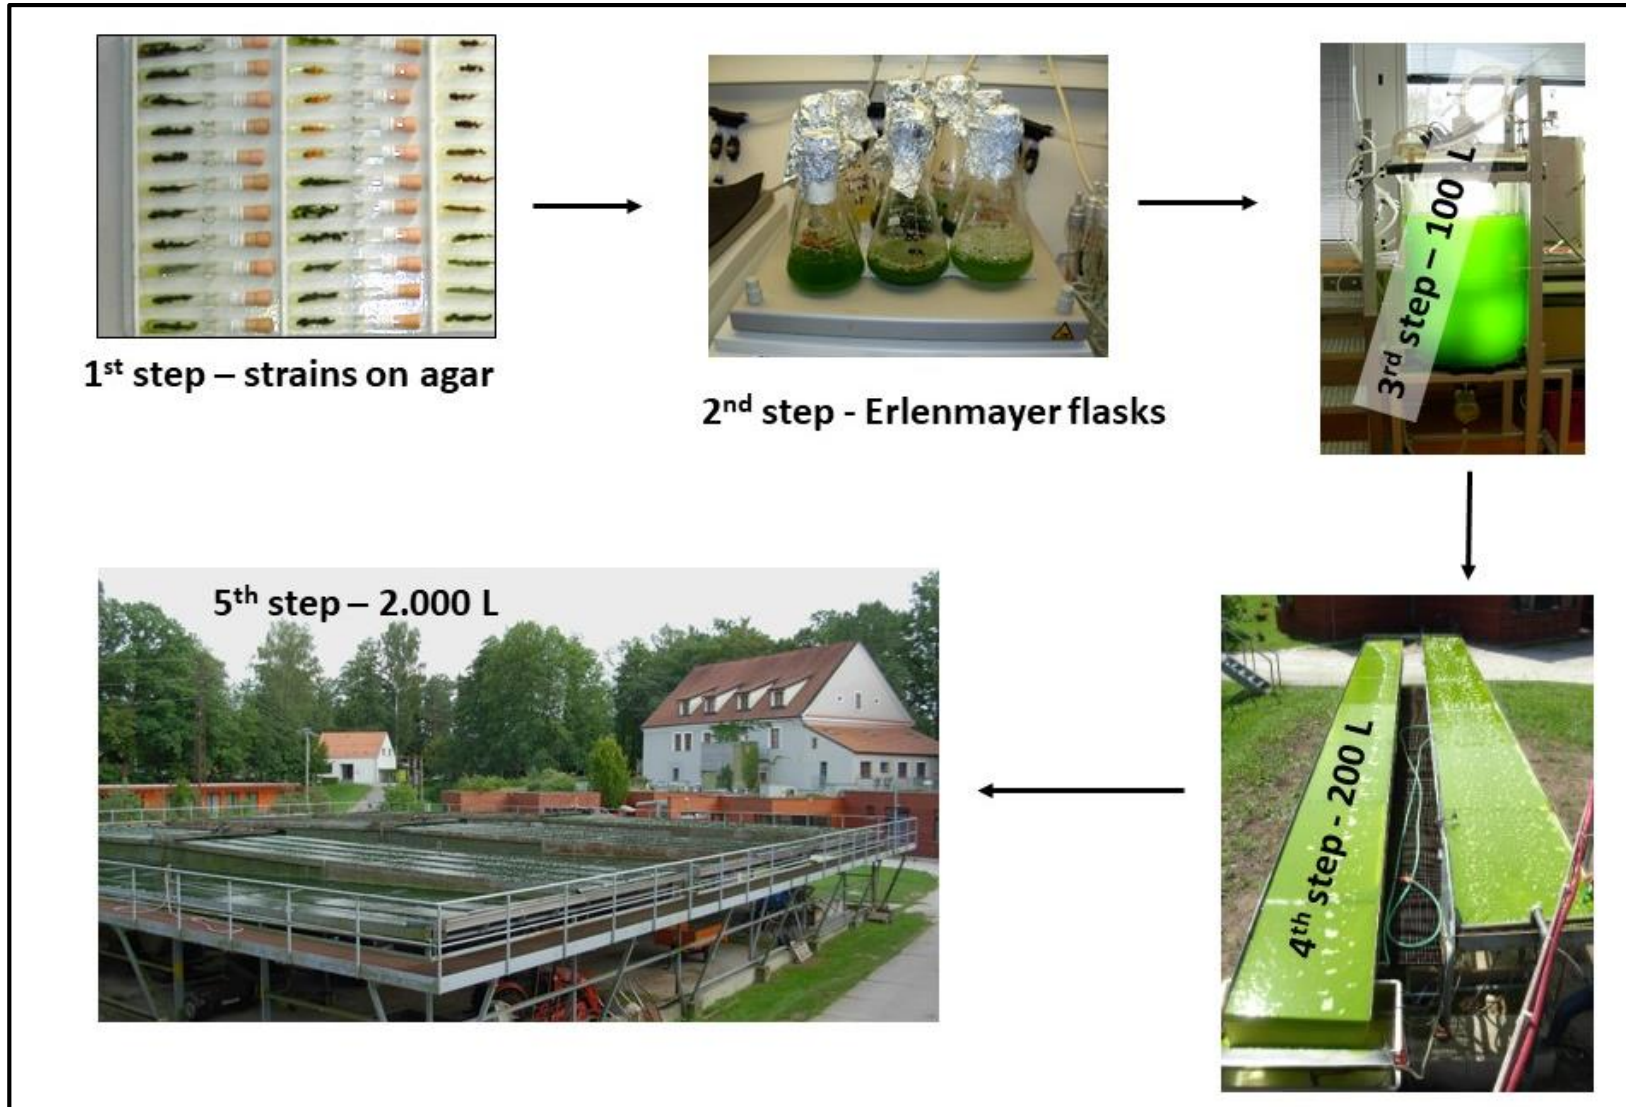 1st step – strains on agar
2nd step - Erlenmayer flasks
3rd step – 100 L
4th step - 200 L
5th step – 2.000 L